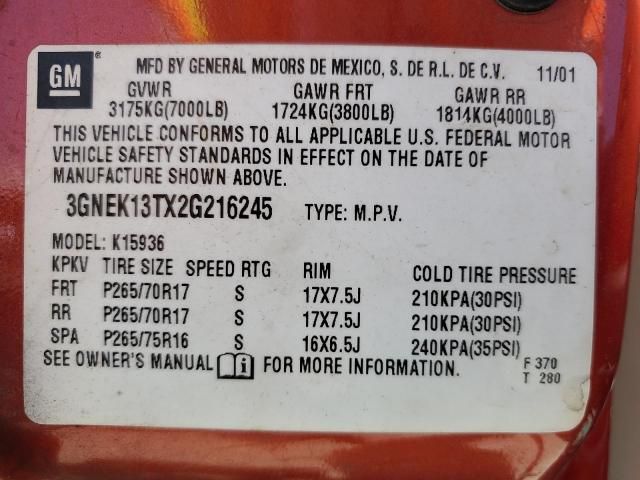 GM
MFD BY GENERAL MOTORS DE MEXICO, S. DE R.L. DE C.V. 11/01
GVWR GAWR FRT GAWR RR
3175KG(7000LB) 1724KG(3800LB) 1814KG(4000LB)
THIS VEHICLE CONFORMS TO ALL APPLICABLE U.S. FEDERAL MOTOR
VEHICLE SAFETY STANDARDS IN EFFECT ON THE DATE OF
MANUFACTURE SHOWN ABOVE.
3GNEK13TX2G216245 TYPE: M.P.V.
MODEL: K15936
KPKV TIRE SIZE SPEED RTG RIM COLD TIRE PRESSURE
FRT P265/70R17 S 17X7.5J 210KPA(30PSI)
RR P265/70R17 S 17X7.5J 210KPA(30PSI)
SPA P265/75R16 S 16X6.5J 240KPA(35PSI)
SEE OWNER'S MANUAL i FOR MORE INFORMATION.
F 370
T 280